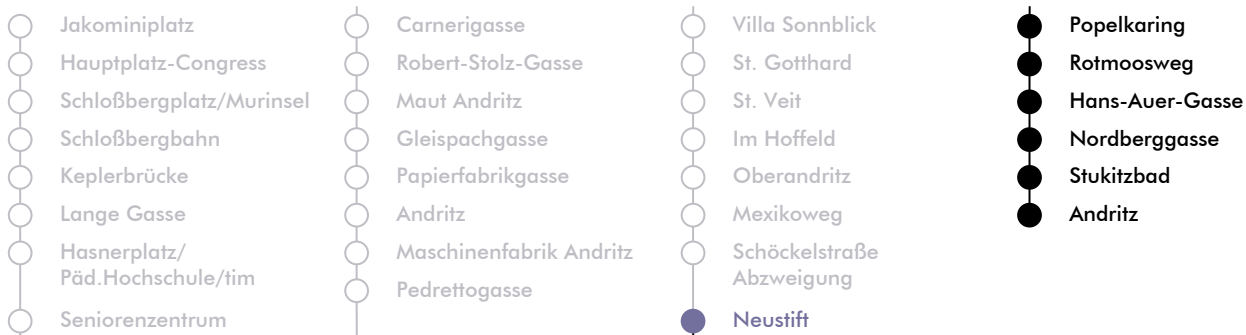 Jakominiplatz
Hauptplatz-Congress
Schloßbergplatz/Murinsel
Schloßbergbahn
Keplerbrücke
Lange Gasse
Hasnerplatz/
Päd.Hochschule/tim
Seniorenzentrum
Carnerigasse
Robert-Stolz-Gasse
Maut Andritz
Gleispachgasse
Papierfabrikgasse
Andritz
Maschinenfabrik Andritz
Pedrettogasse
Villa Sonnblick
St. Gotthard
St. Veit
Im Hoffeld
Oberandritz
Mexikoweg
Schöckelstraße
Abzweigung
Neustift
Popelkaring
Rotmoosweg
Hans-Auer-Gasse
Nordberggasse
Stukitzbad
Andritz